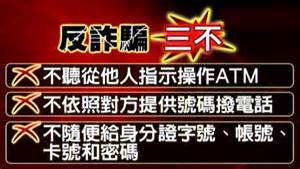 反詐騙 三不
不聽從他人指示操作ATM
不依照對方提供號碼撥電話
不隨便給身分證字號、帳號、
卡號和密碼